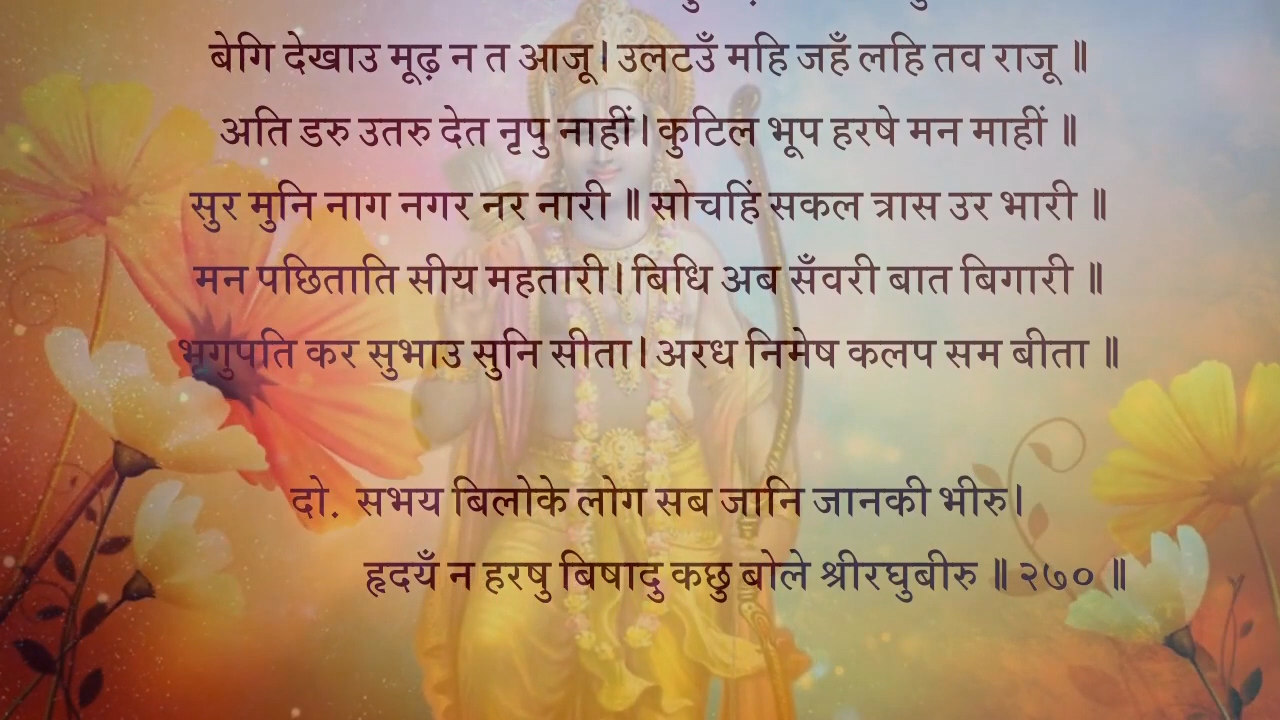 बेगि देखाउ मूढ़ न त आजू। उलटउँ महि जहँ लहि तव राजू ॥
अति डरु उतरु देत नृपु नाहीं। कुटिल भूप हरषे मन माहीं ॥
सुर मुनि नाग नगर नर नारी ॥ सोचहिं सकल त्रास उर भारी ॥
मन पछिताति सीय महतारी। बिधि अब सँवरी बात बिगारी ॥
भृगुपति कर सुभाउ सुनि सीता। अरध निमेष कलप सम बीता ॥
दो. सभय बिलोके लोग सब जानि जानकी भीरु।
हृदयँ न हरषु बिषादु कछु बोले श्रीरघुबीरु ॥ २७० ॥